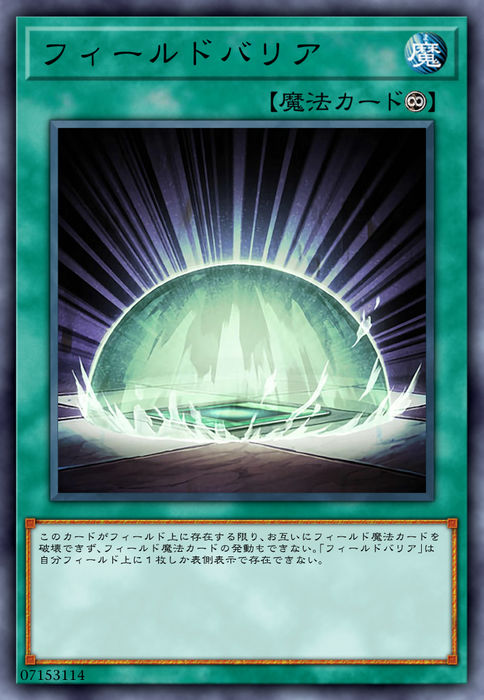 フィールドバリア
魔
【魔法カード♾】
このカードがフィールド上に存在する限り、お互いにフィールド魔法カードを
破壊できず、フィールド魔法カードの発動もできない。「フィールドバリア」は
自分フィールド上に１枚しか表側表示で存在できない。
07153114